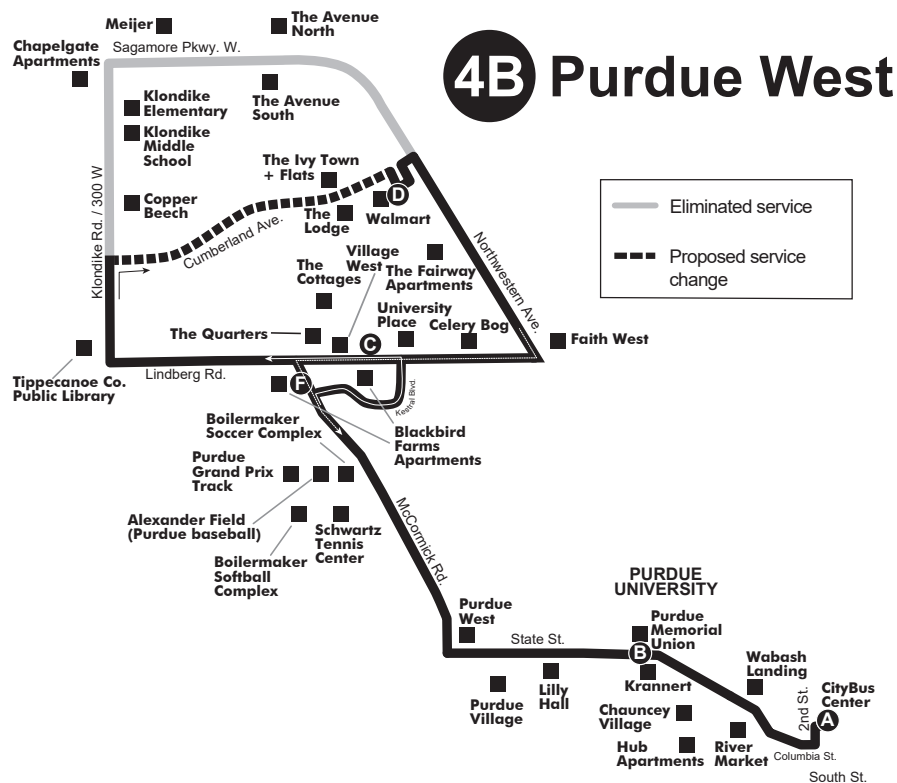 Meijer
The Avenue
North
Sagamore Pkwy. W.
Chapelgate
Apartments
4B Purdue West
Klondike
Elementary
The Avenue
South
Klondike
Middle
School
The Ivy Town
+ Flats
D
Copper
Beech
The
Lodge
Walmart
Klondike Rd. / 300 W
Cumberland Ave.
Northwestern Ave.
Eliminated service
Proposed service
change
Village
West
The
Cottages
The Fairway
Apartments
University
Place
Celery Bog
The Quarters
C
Faith West
Tippecanoe Co.
Public Library
Lindberg Rd.
F
Kestral Blvd.
Boilermaker
Soccer Complex
Blackbird
Farms
Apartments
Purdue
Grand Prix
Track
Alexander Field
(Purdue baseball)
Schwartz
Tennis
Center
Boilermaker
Softball
Complex
McCormick Rd.
PURDUE
UNIVERSITY
Purdue
West
State St.
Purdue
Memorial
Union
B
Wabash
Landing
Purdue
Village
Lilly
Hall
Krannert
2nd St.
CityBus
Center
A
Chauncey
Village
Hub
Apartments
River
Market
Columbia St.
South St.